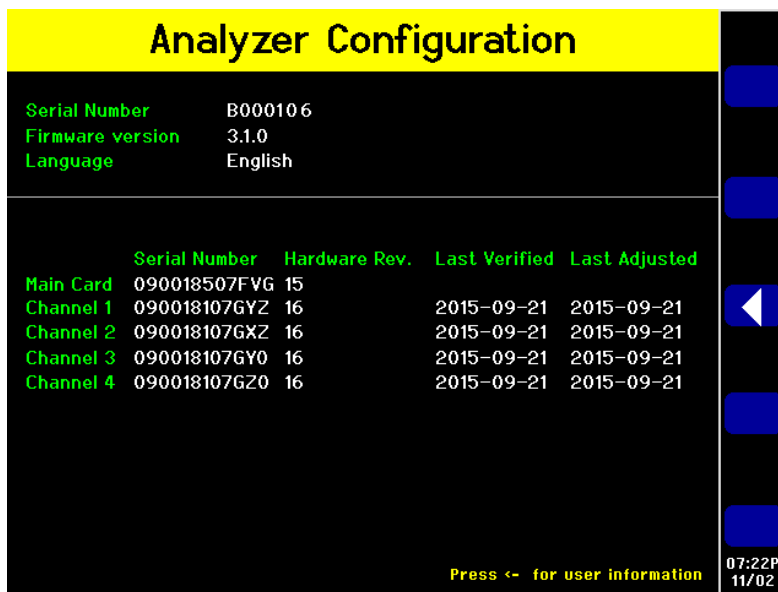 Analyzer Configuration
Serial Number B000106
Firmware version 3.1.0
Language English
Serial Number Hardware Rev. Last Verified Last Adjusted
Main Card 090018507FVG 15
Channel 1 090018107GYZ 16 2015-09-21 2015-09-21
Channel 2 090018107GXZ 16 2015-09-21 2015-09-21
Channel 3 090018107GY0 16 2015-09-21 2015-09-21
Channel 4 090018107GZ0 16 2015-09-21 2015-09-21
Press <- for user information
07:22P
11/02